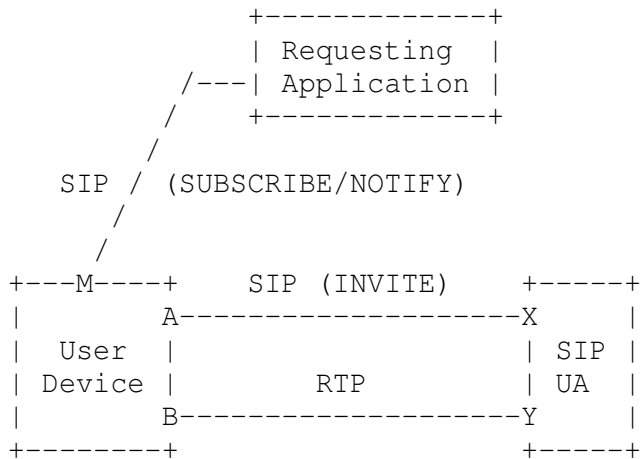 Requesting
Application
SIP (SUBSCRIBE/NOTIFY)
M
SIP (INVITE)
A X
User SIP
Device RTP UA
B Y